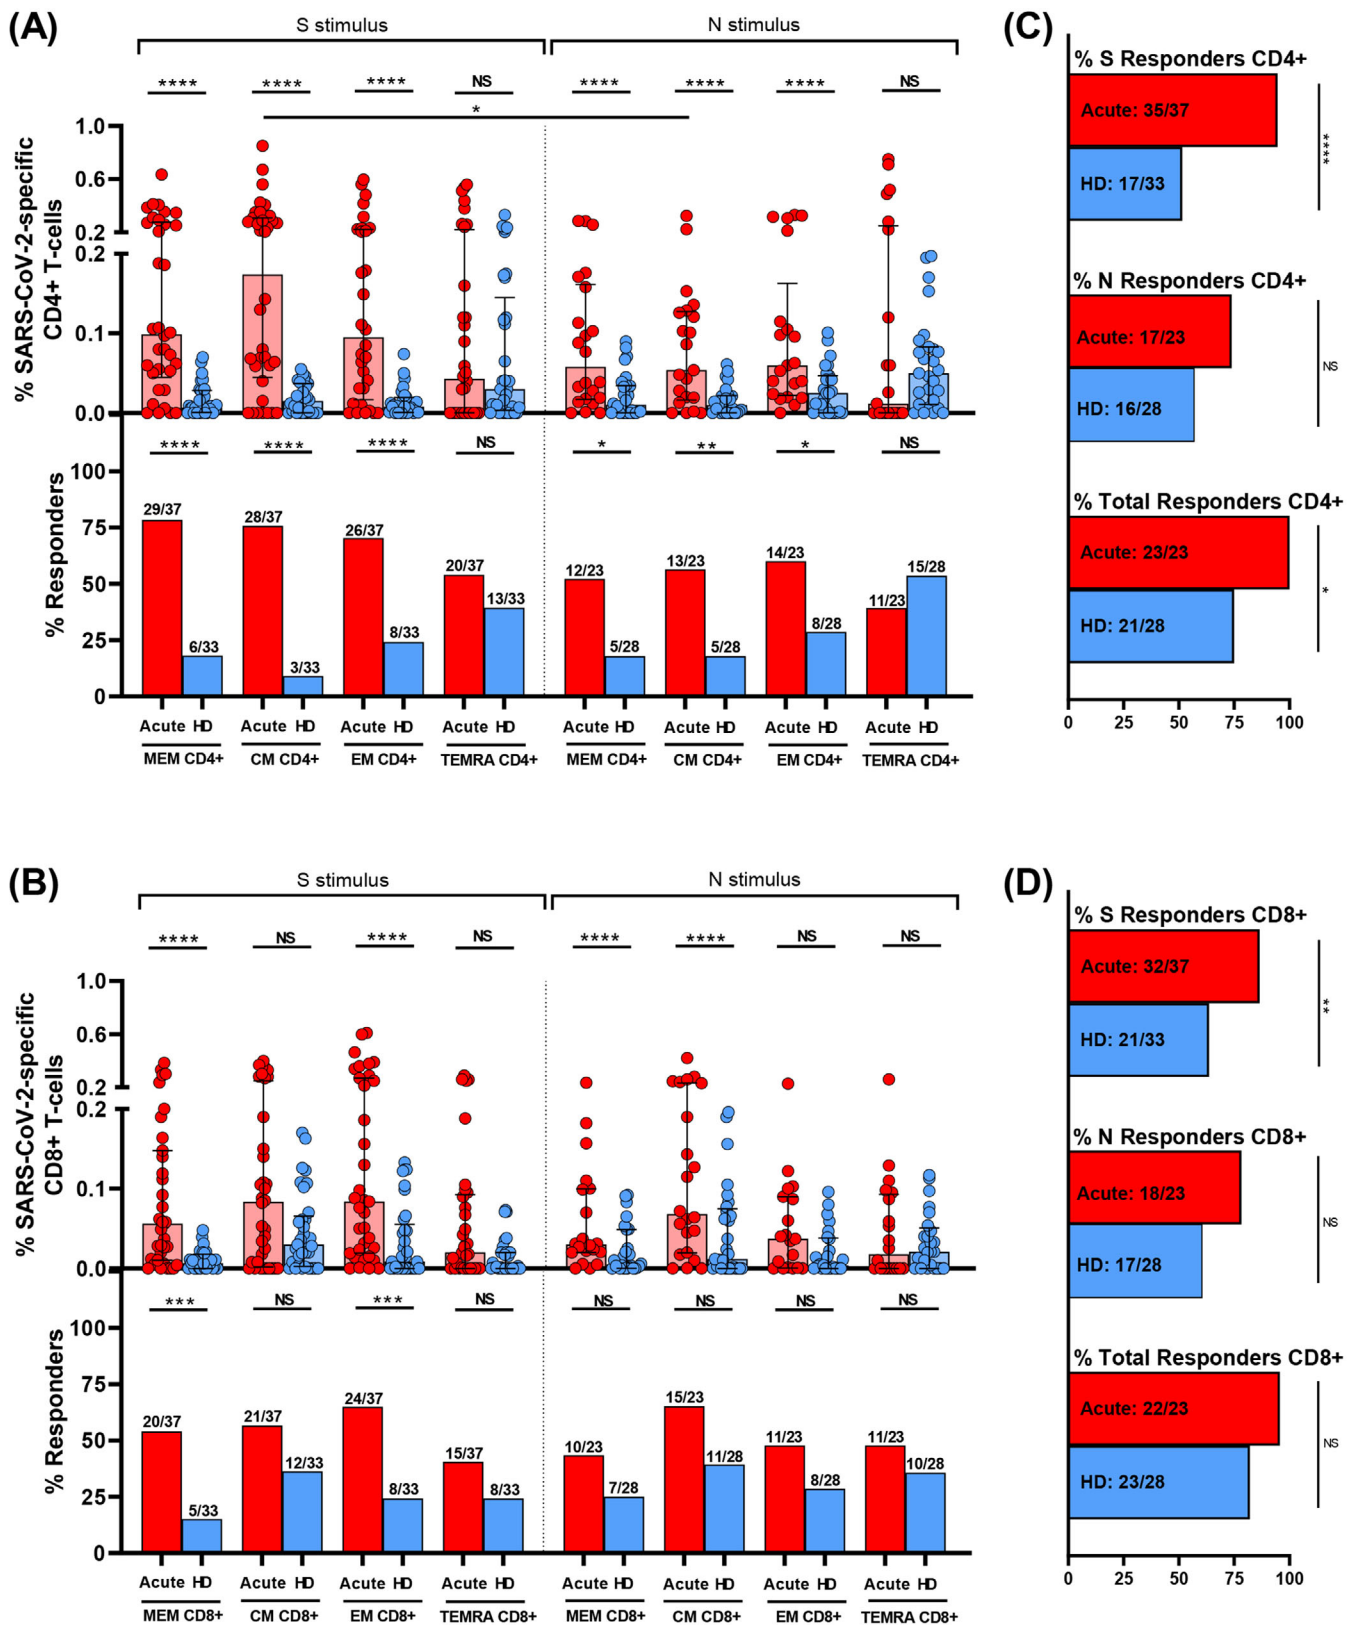 (A)
S stimulus
N stimulus
**** **** **** NS **** **** **** NS
*
% SARS-CoV-2-specific
CD4+ T-cells
1.0
0.6
0.2
0.2
0.1
0.0
**** **** **** NS * ** * NS
% Responders
100
75
50
25
0
29/37 6/33 28/37 3/33 26/37 8/33 20/37 13/33 12/23 5/28 13/23 5/28 14/23 8/28 11/23 15/28
Acute HD Acute HD Acute HD Acute HD Acute HD Acute HD Acute HD Acute HD
MEM CD4+ CM CD4+ EM CD4+ TEMRA CD4+ MEM CD4+ CM CD4+ EM CD4+ TEMRA CD4+
(C)
% S Responders CD4+
Acute: 35/37
HD: 17/33
****
% N Responders CD4+
Acute: 17/23
HD: 16/28
NS
% Total Responders CD4+
Acute: 23/23
HD: 21/28
*
0 25 50 75 100
(B)
S stimulus
N stimulus
**** NS **** NS **** **** NS NS
% SARS-CoV-2-specific
CD8+ T-cells
1.0
0.6
0.2
0.2
0.1
0.0
*** NS *** NS NS NS NS NS
% Responders
100
75
50
25
0
20/37 5/33 21/37 12/33 24/37 8/33 15/37 8/33 10/23 7/28 15/23 11/28 11/23 8/28 11/23 10/28
Acute HD Acute HD Acute HD Acute HD Acute HD Acute HD Acute HD Acute HD
MEM CD8+ CM CD8+ EM CD8+ TEMRA CD8+ MEM CD8+ CM CD8+ EM CD8+ TEMRA CD8+
(D)
% S Responders CD8+
Acute: 32/37
HD: 21/33
**
% N Responders CD8+
Acute: 18/23
HD: 17/28
NS
% Total Responders CD8+
Acute: 22/23
HD: 23/28
NS
0 25 50 75 100